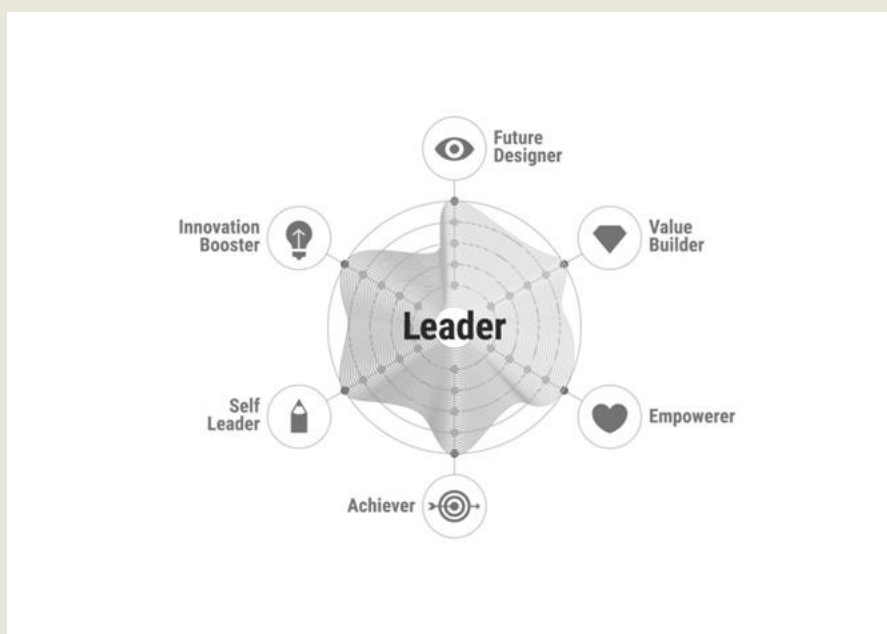 Future
Designer
Innovation
Booster
Value
Builder
Leader
Self
Leader
Empowerer
Achiever